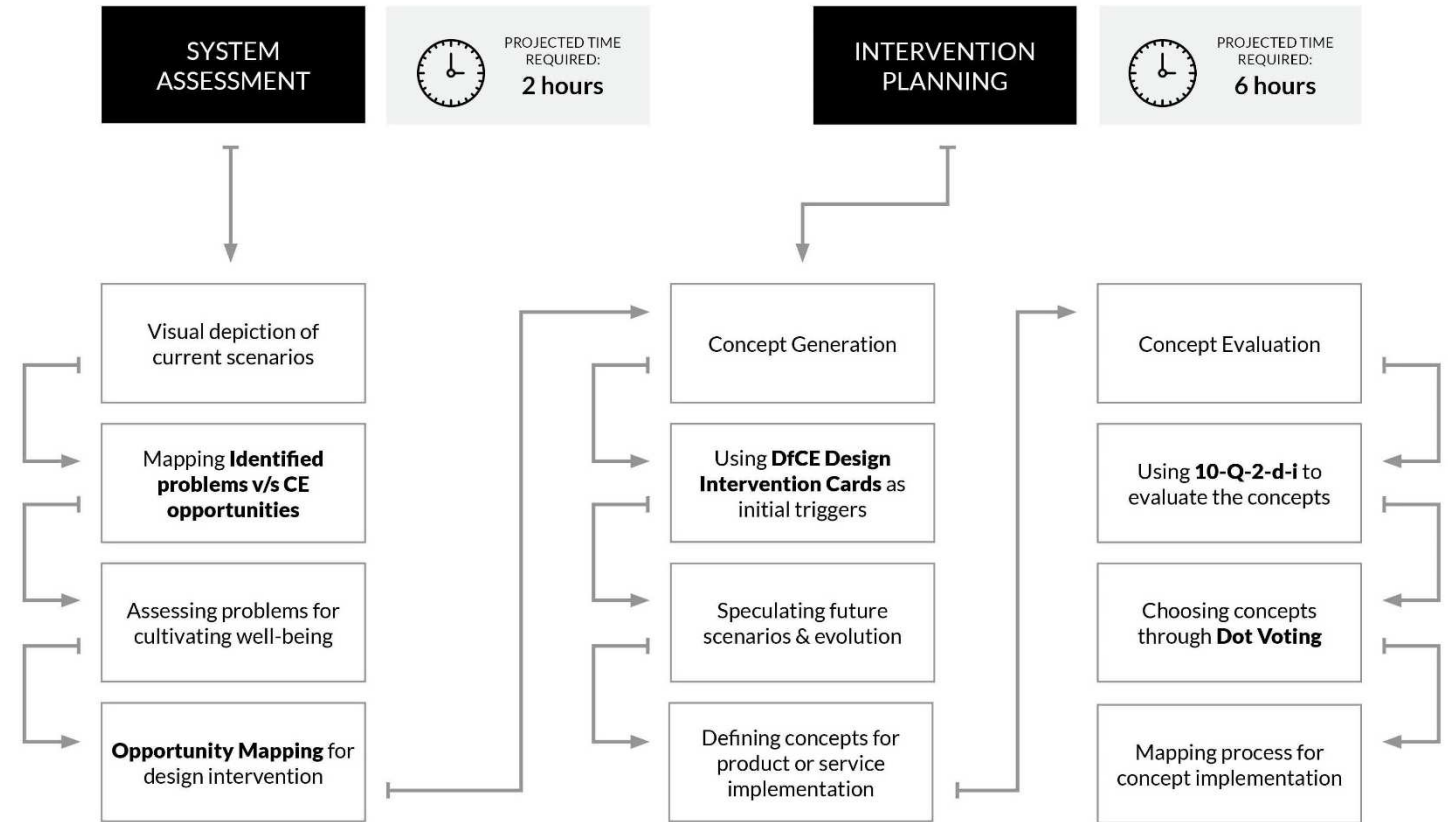 SYSTEM
ASSESSMENT
PROJECTED TIME
REQUIRED:
2 hours
INTERVENTION
PLANNING
PROJECTED TIME
REQUIRED:
6 hours
Visual depiction of
current scenarios
Mapping Identified
problems v/s CE
opportunities
Assessing problems for
cultivating well-being
Opportunity Mapping for
design intervention
Concept Generation
Using DfCE Design
Intervention Cards as
initial triggers
Speculating future
scenarios & evolution
Defining concepts for
product or service
implementation
Concept Evaluation
Using 10-Q-2-d-i to
evaluate the concepts
Choosing concepts
through Dot Voting
Mapping process for
concept implementation